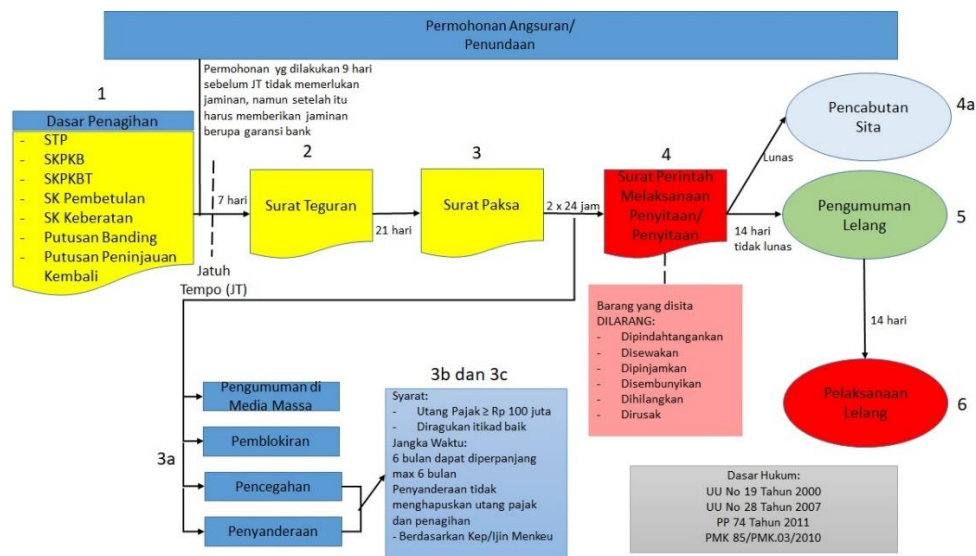 Permohonan Angsuran/
Penundaan
Permohonan yg dilakukan 9 hari
sebelum JT tidak memerlukan
jaminan, namun setelah itu
harus memberikan jaminan
berupa garansi bank
1
Dasar Penagihan
- STP
- SKPKB
- SKPKBT
- SK Pembetulan
- SK Keberatan
- Putusan Banding
- Putusan Peninjauan
Kembali
7 hari
Jatuh
Tempo (JT)
2
Surat Teguran
21 hari
3
Surat Paksa
2 x 24 jam
4
Surat Perintah
Melaksanaan
Penyitaan/
Penyitaan
Lunas
14 hari
tidak lunas
Pencabutan
Sita
4a
Pengumuman
Lelang
5
14 hari
Pelaksanaan
Lelang
6
Barang yang disita
DILARANG:
- Dipindahtangankan
- Disewakan
- Dipinjamkan
- Disembunyikan
- Dihilangkan
- Dirusak
3a
Pengumuman di
Media Massa
Pemblokiran
Pencegahan
Penyanderaan
3b dan 3c
Syarat:
- Utang Pajak ≥ Rp 100 juta
- Diragukan itikad baik
Jangka Waktu:
6 bulan dapat diperpanjang
max 6 bulan
Penyanderaan tidak
menghapuskan utang pajak
dan penagihan
- Berdasarkan Kep/Ijin Menkeu
Dasar Hukum:
UU No 19 Tahun 2000
UU No 28 Tahun 2007
PP 74 Tahun 2011
PMK 85/PMK.03/2010